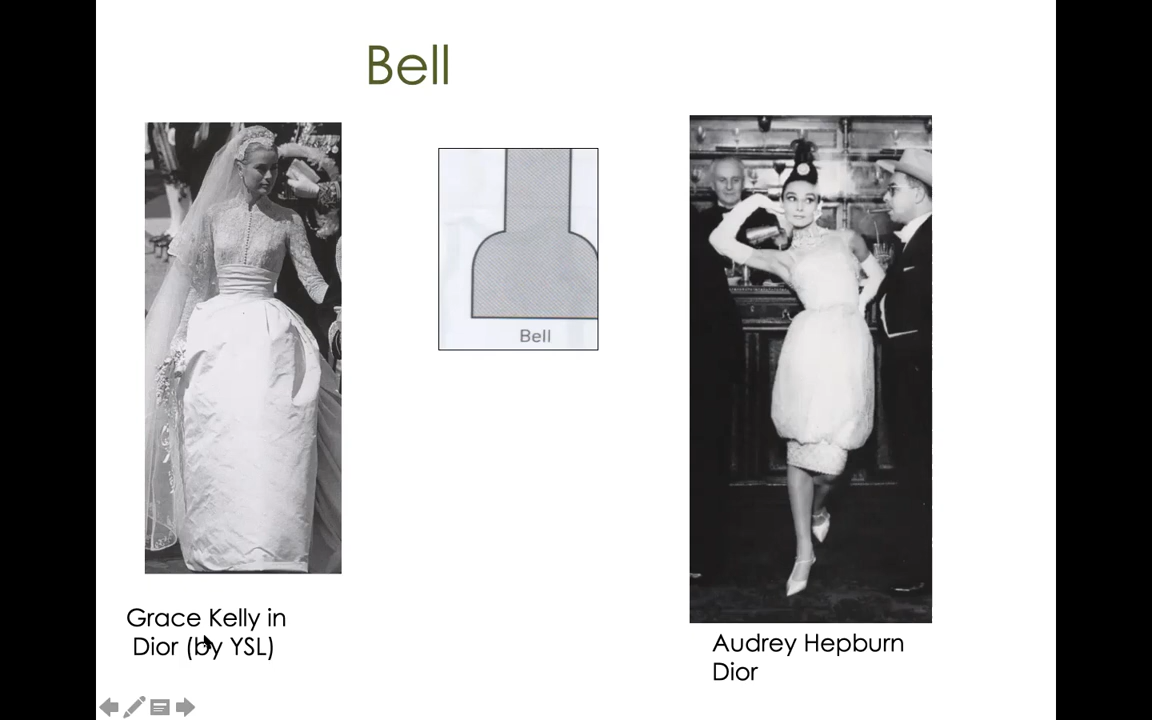 Bell
Bell
Grace Kelly in
Dior (by YSL)
Audrey Hepburn
Dior